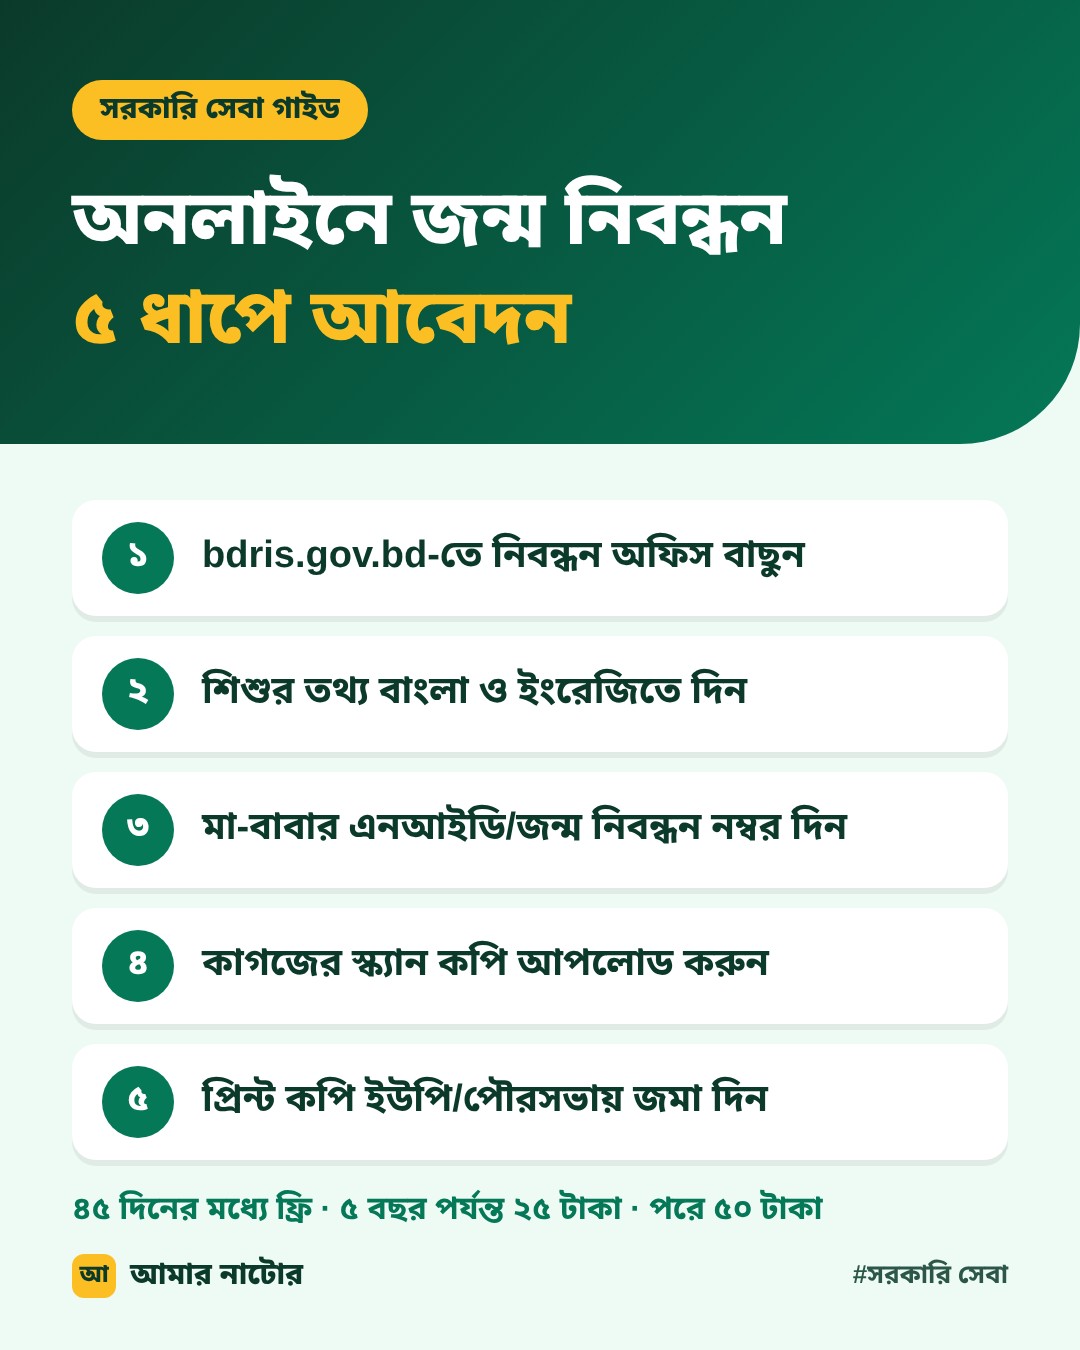 সরকারি সেবা গাইড
অনলাইনে জন্ম নিবন্ধন
৫ ধাপে আবেদন
১ bdris.gov.bd-তে নিবন্ধন অফিস বাছুন
২ শিশুর তথ্য বাংলা ও ইংরেজিতে দিন
৩ মা-বাবার এনআইডি/জন্ম নিবন্ধন নম্বর দিন
৪ কাগজের স্ক্যান কপি আপলোড করুন
৫ প্রিন্ট কপি ইউপি/পৌরসভায় জমা দিন
৪৫ দিনের মধ্যে ফ্রি · ৫ বছর পর্যন্ত ২৫ টাকা · পরে ৫০ টাকা
আ আমার নাটোর
#সরকারি সেবা